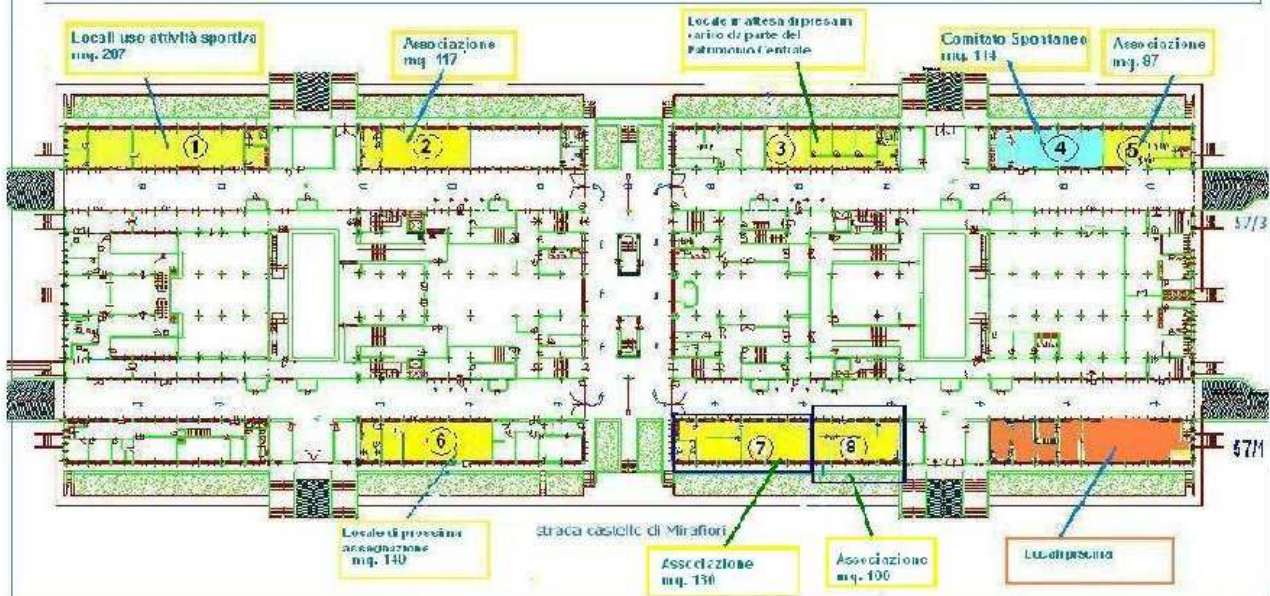 Locali uso attività sportiva
mq. 207
Associazione
mq. 117
Locale in attesa di presa in
carico da parte del
Patrimonio Centrale
Comitato Spontaneo
mq. 114
Associazione
mq. 87
1
2
3
4
5
57/3
6
7
8
57/1
Locale di prossima
assegnazione
mq. 140
strada castello di Mirafiori
Associazione
mq. 130
Associazione
mq. 100
Locali piscina